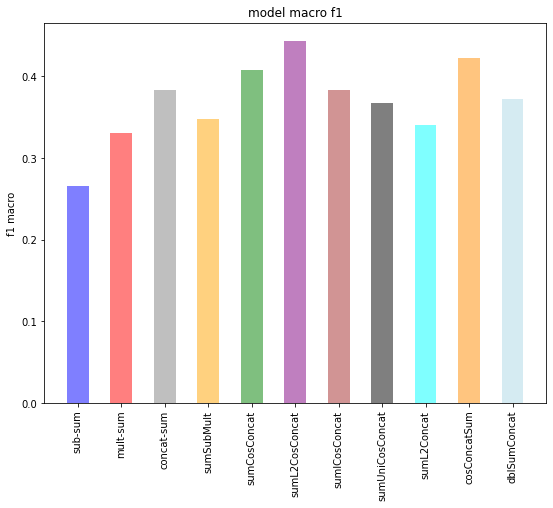 model macro f1
f1 macro
0.4
0.3
0.2
0.1
0.0
sub-sum
mult-sum
concat-sum
sumSubMult
sumCosConcat
sumL2CosConcat
sumICosConcat
sumUniCosConcat
sumL2Concat
cosConcatSum
dblSumConcat